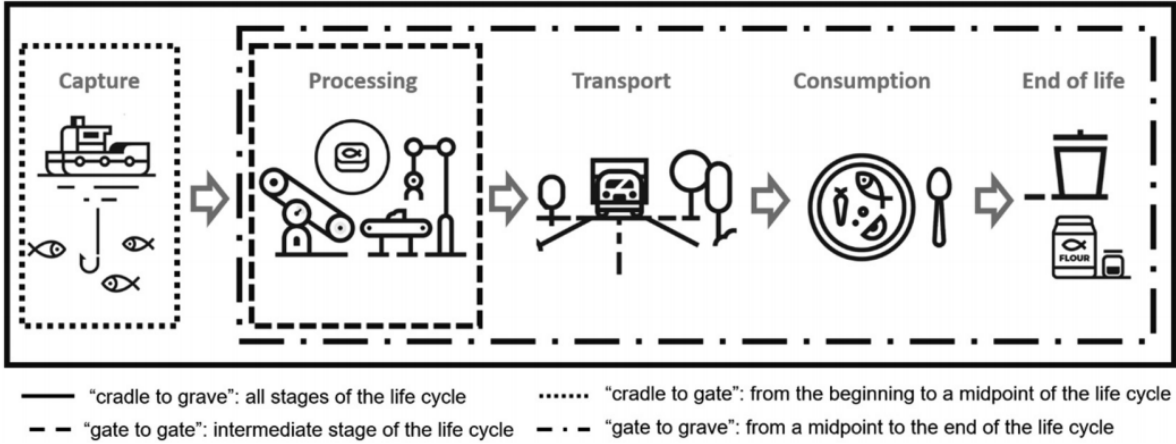 Capture
Processing
Transport
Consumption
End of life
FLOUR
“cradle to grave”: all stages of the life cycle
“cradle to gate”: from the beginning to a midpoint of the life cycle
“gate to gate”: intermediate stage of the life cycle
“gate to grave”: from a midpoint to the end of the life cycle